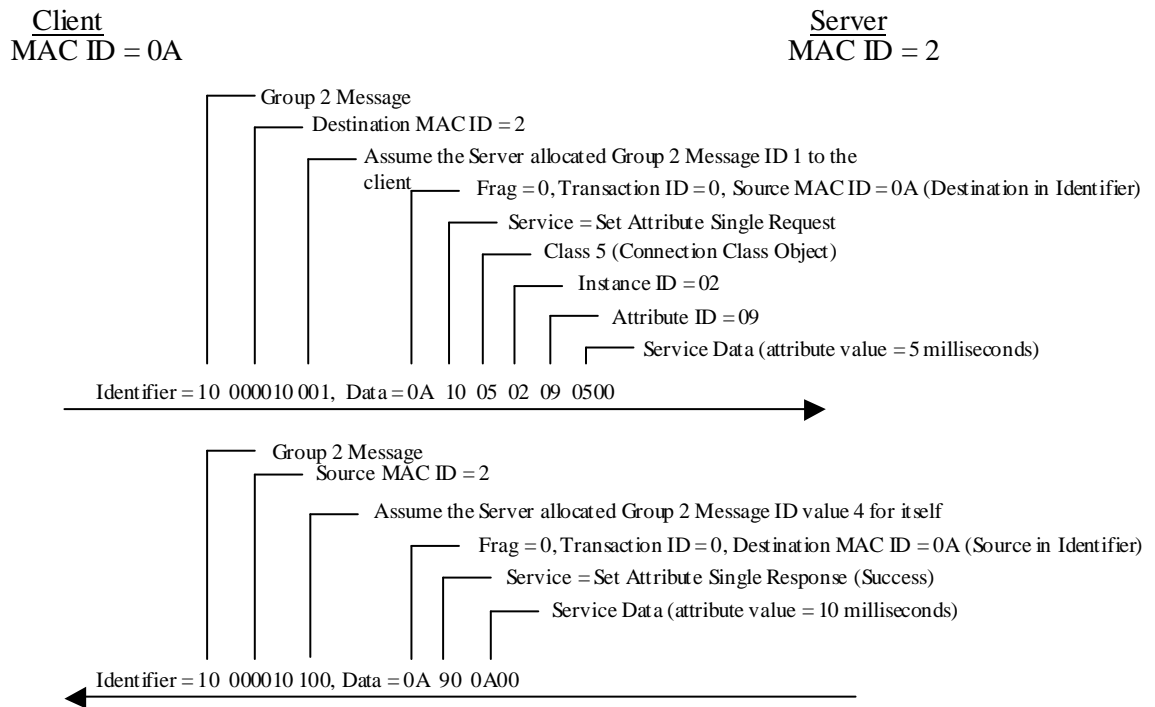 Client
MAC ID = 0A
Server
MAC ID = 2
Group 2 Message
Destination MAC ID = 2
Assume the Server allocated Group 2 Message ID 1 to the
client
Frag = 0, Transaction ID = 0, Source MAC ID = 0A (Destination in Identifier)
Service = Set Attribute Single Request
Class 5 (Connection Class Object)
Instance ID = 02
Attribute ID = 09
Service Data (attribute value = 5 milliseconds)
Identifier = 10 000010 001, Data = 0A 10 05 02 09 0500
Group 2 Message
Source MAC ID = 2
Assume the Server allocated Group 2 Message ID value 4 for itself
Frag = 0, Transaction ID = 0, Destination MAC ID = 0A (Source in Identifier)
Service = Set Attribute Single Response (Success)
Service Data (attribute value = 10 milliseconds)
Identifier = 10 000010 100, Data = 0A 90 0A00